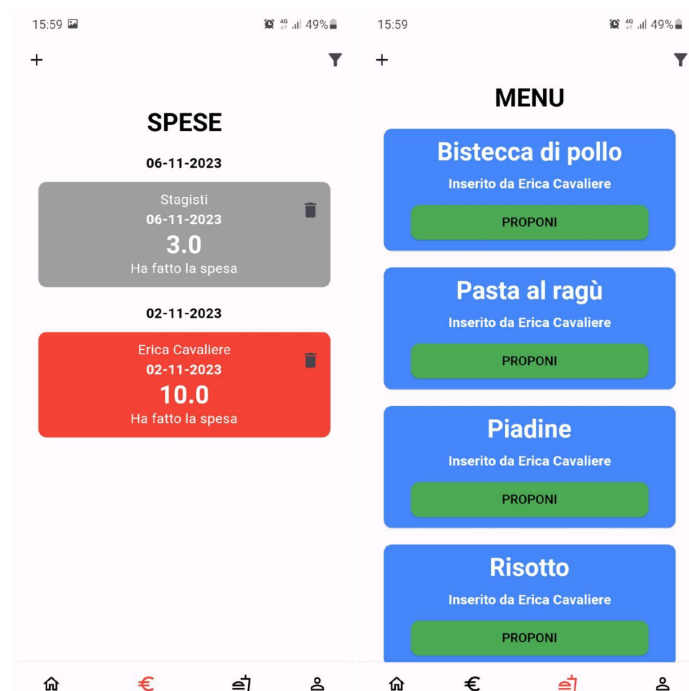 15:59
4G
49%
+
SPESE
06-11-2023
Stagisti
06-11-2023
3.0
Ha fatto la spesa
02-11-2023
Erica Cavaliere
02-11-2023
10.0
Ha fatto la spesa
€
15:59
4G
49%
+
MENU
Bistecca di pollo
Inserito da Erica Cavaliere
PROPONI
Pasta al ragù
Inserito da Erica Cavaliere
PROPONI
Piadine
Inserito da Erica Cavaliere
PROPONI
Risotto
Inserito da Erica Cavaliere
PROPONI
€